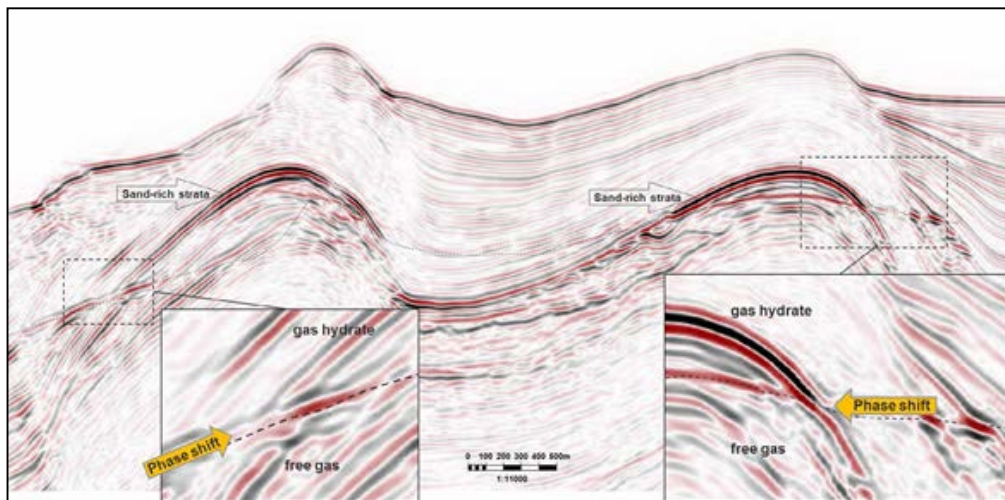 Sand-rich strata
Sand-rich strata
gas hydrate
Phase shift
free gas
0 100 200 300 400 500m
1:11000
gas hydrate
Phase shift
free gas